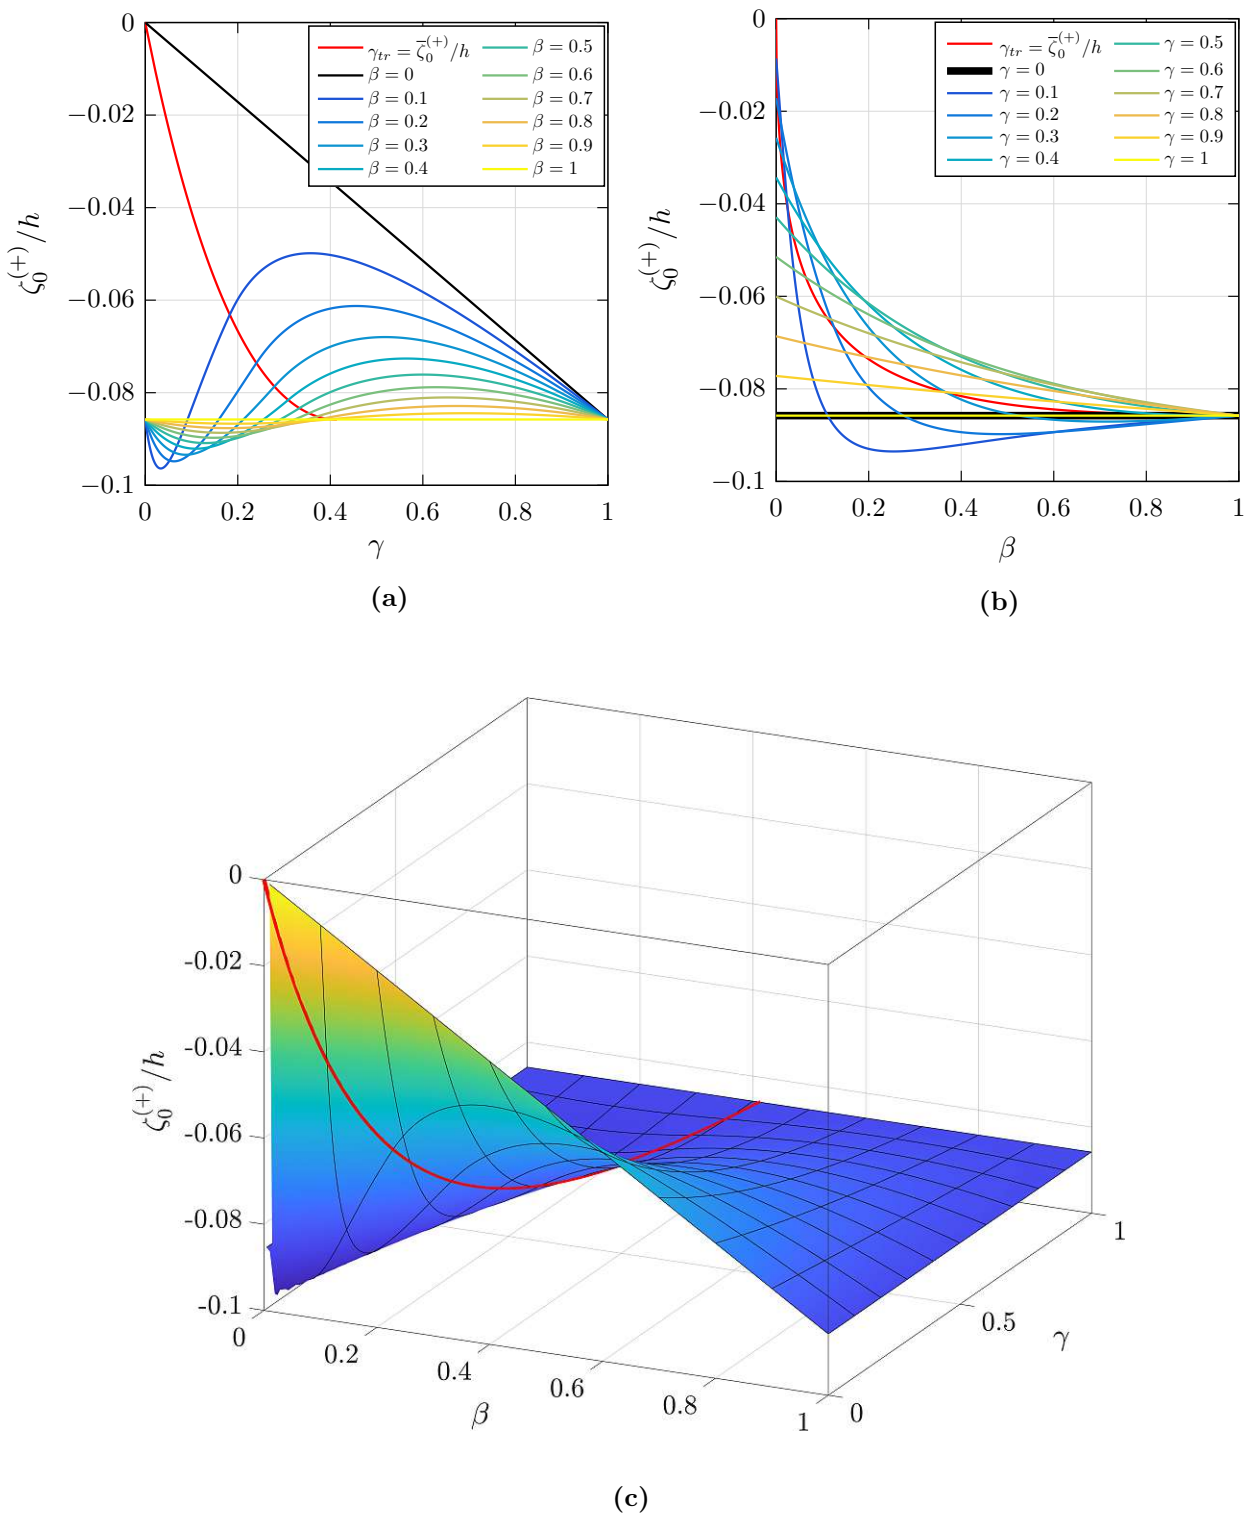 0
−0.02
−0.04
−0.06
−0.08
−0.1
ζ₀⁽⁺⁾/h
0 0.2 0.4 0.6 0.8 1
γ
γ_tr = ζ̅₀⁽⁺⁾/h
β = 0
β = 0.1
β = 0.2
β = 0.3
β = 0.4
β = 0.5
β = 0.6
β = 0.7
β = 0.8
β = 0.9
β = 1
(a)
0
−0.02
−0.04
−0.06
−0.08
−0.1
ζ₀⁽⁺⁾/h
0 0.2 0.4 0.6 0.8 1
β
γ_tr = ζ̅₀⁽⁺⁾/h
γ = 0
γ = 0.1
γ = 0.2
γ = 0.3
γ = 0.4
γ = 0.5
γ = 0.6
γ = 0.7
γ = 0.8
γ = 0.9
γ = 1
(b)
0
-0.02
-0.04
-0.06
-0.08
-0.1
ζ₀⁽⁺⁾/h
0
0.2
0.4
0.6
0.8
1
β
0
0.5
1
γ
(c)